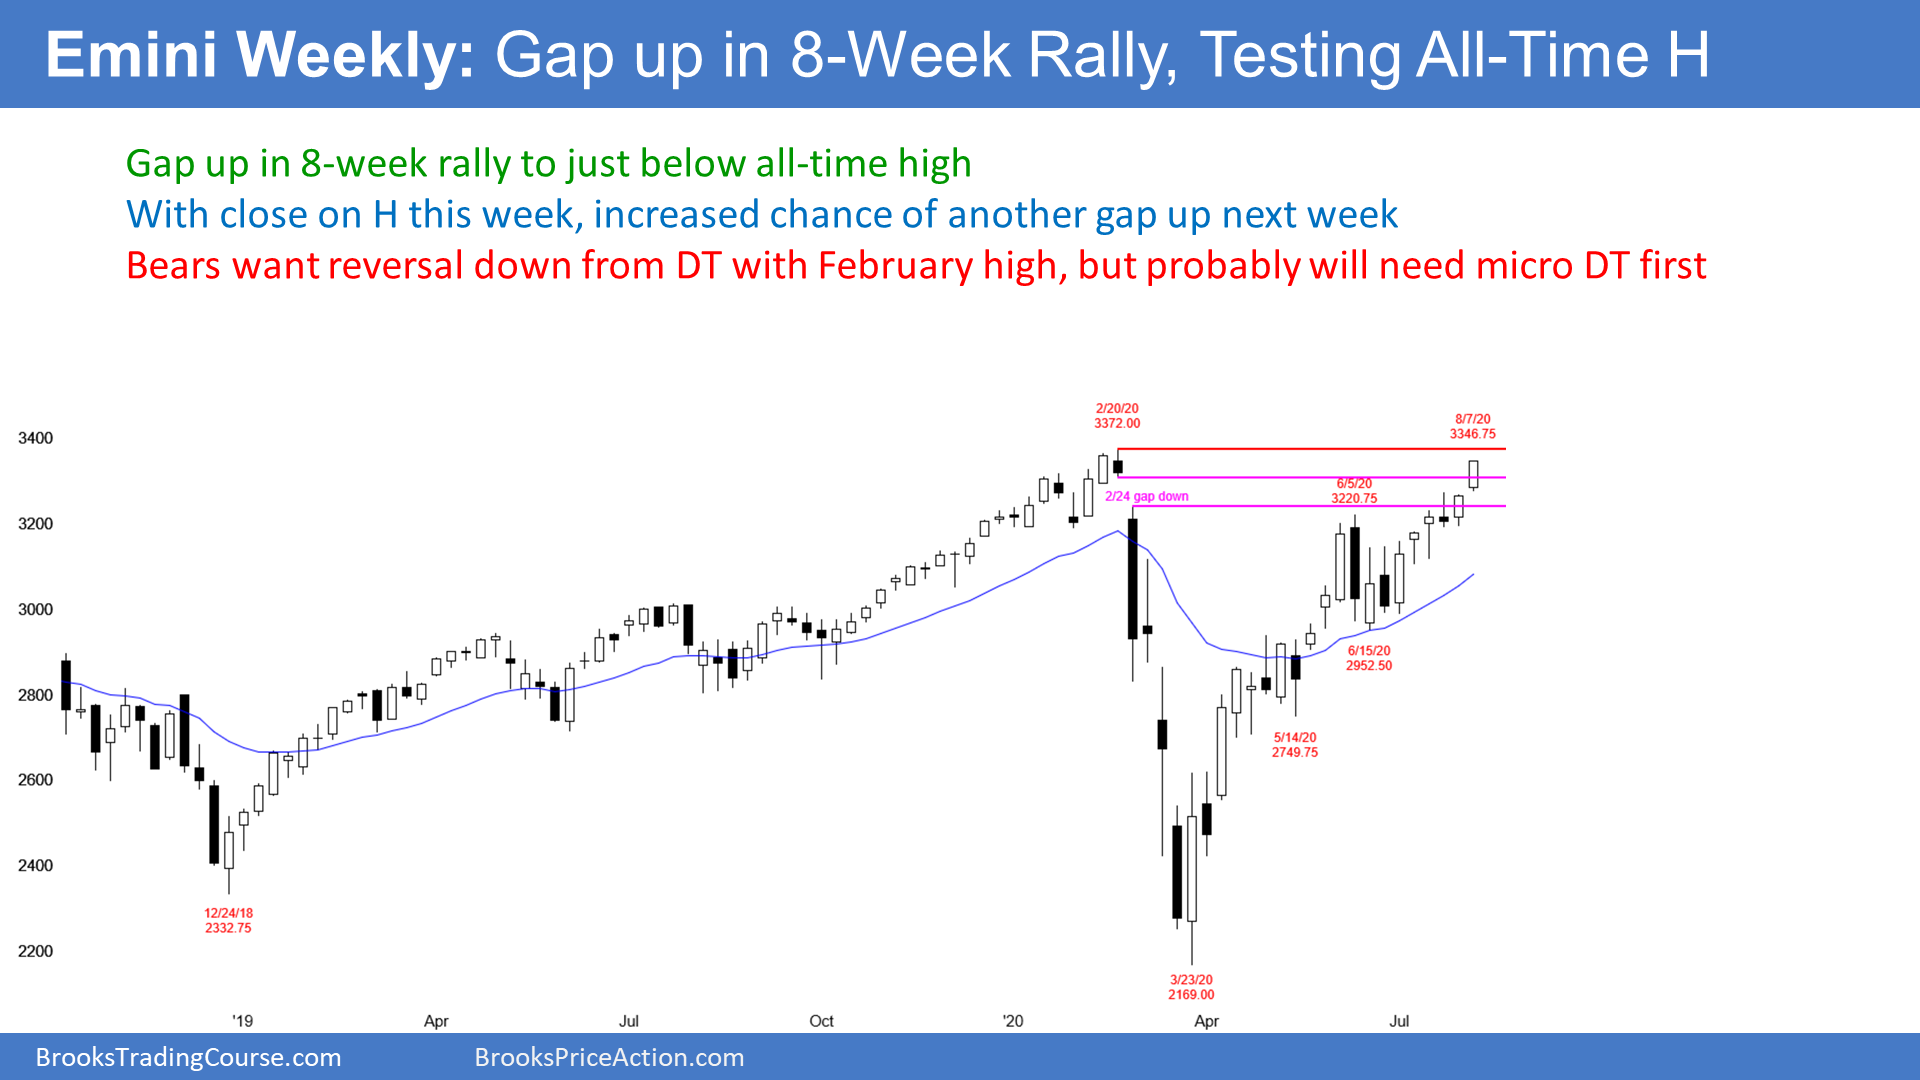 Emini Weekly: Gap up in 8-Week Rally, Testing All-Time H
Gap up in 8-week rally to just below all-time high
With close on H this week, increased chance of another gap up next week
Bears want reversal down from DT with February high, but probably will need micro DT first
2/20/20
3372.00
8/7/20
3346.75
3400
6/5/20
3220.75
2/24 gap down
3200
3000
6/15/20
2952.50
2800
5/14/20
2749.75
2600
2400
12/24/18
2332.75
2200
3/23/20
2169.00
'19
Apr
Jul
Oct
'20
Apr
Jul
BrooksTradingCourse.com
BrooksPriceAction.com